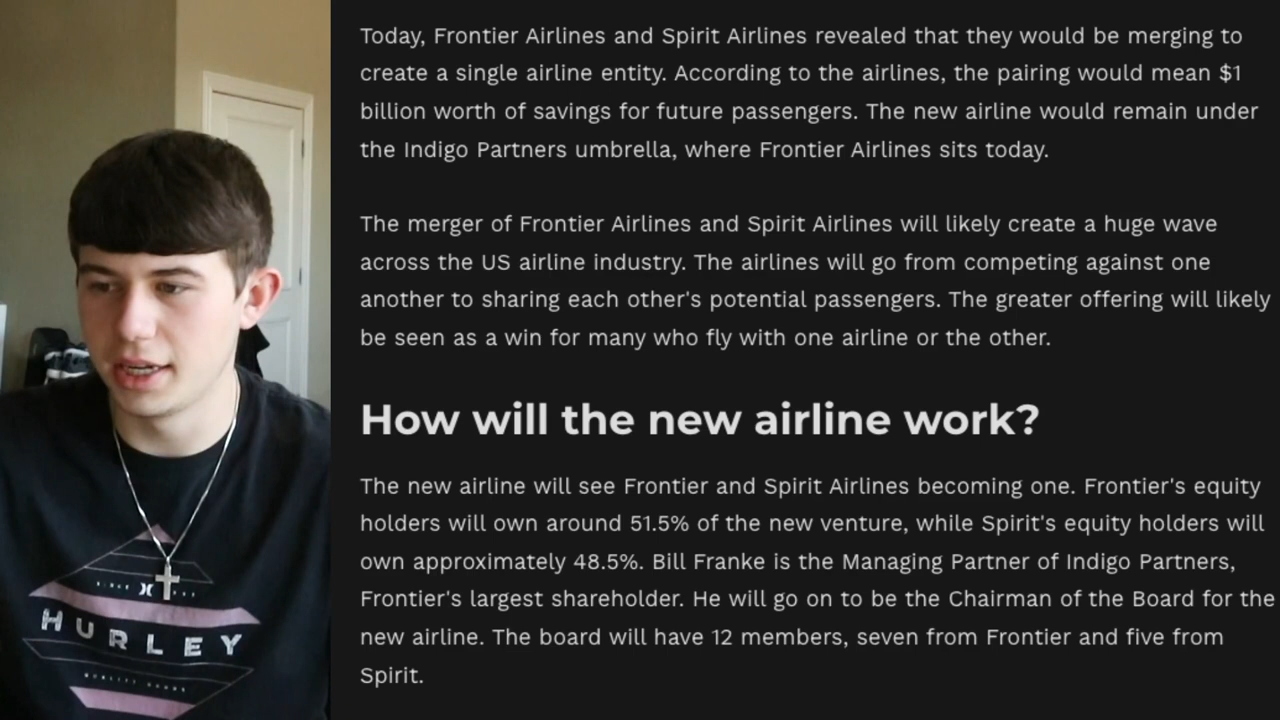 Today, Frontier Airlines and Spirit Airlines revealed that they would be merging to
create a single airline entity. According to the airlines, the pairing would mean $1
billion worth of savings for future passengers. The new airline would remain under
the Indigo Partners umbrella, where Frontier Airlines sits today.
The merger of Frontier Airlines and Spirit Airlines will likely create a huge wave
across the US airline industry. The airlines will go from competing against one
another to sharing each other's potential passengers. The greater offering will likely
be seen as a win for many who fly with one airline or the other.
How will the new airline work?
The new airline will see Frontier and Spirit Airlines becoming one. Frontier's equity
holders will own around 51.5% of the new venture, while Spirit's equity holders will
own approximately 48.5%. Bill Franke is the Managing Partner of Indigo Partners,
Frontier's largest shareholder. He will go on to be the Chairman of the Board for the
new airline. The board will have 12 members, seven from Frontier and five from
Spirit.
HURLEY